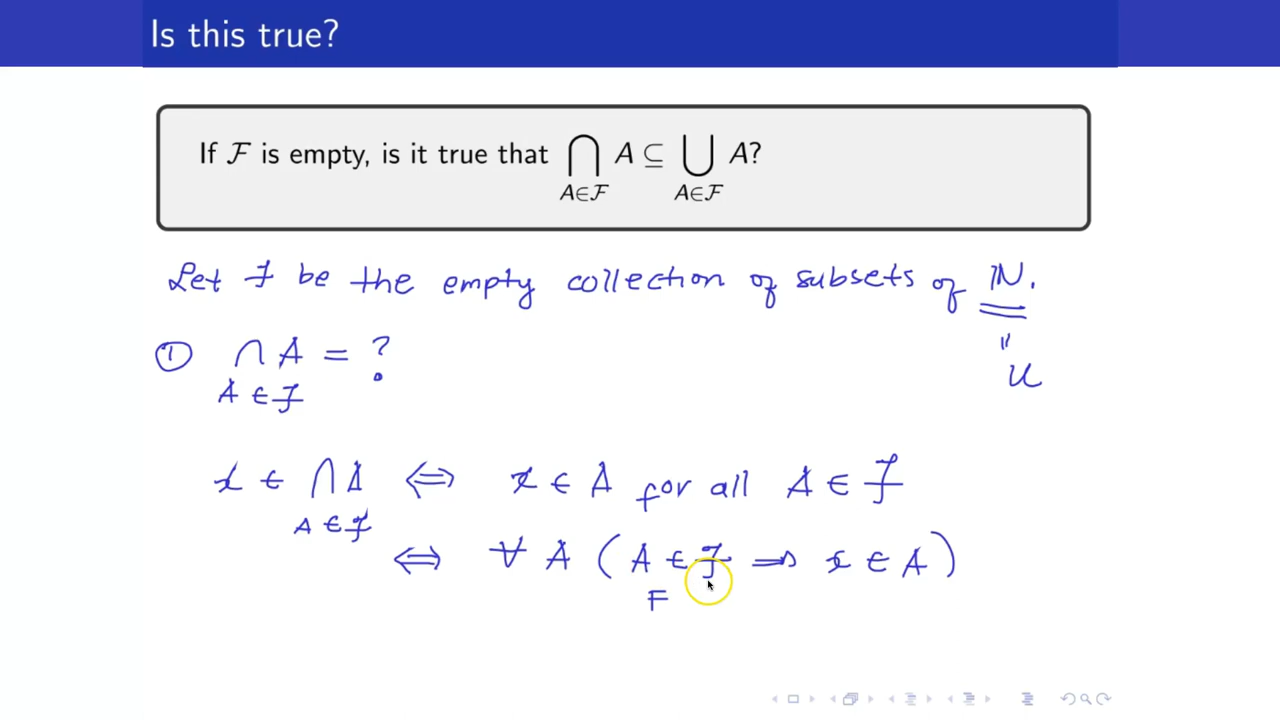 Is this true?
If ℱ is empty, is it true that ⋂ A ⊆ ⋃ A?
A∈ℱ A∈ℱ
Let ℱ be the empty collection of subsets of ℕ.
"
U
① ∩ A = ?
A ∈ ℱ
x ∈ ∩ A ⇔ x ∈ A for all A ∈ ℱ
A ∈ ℱ
⇔ ∀ A ( A ∈ ℱ ⇒ x ∈ A )
F